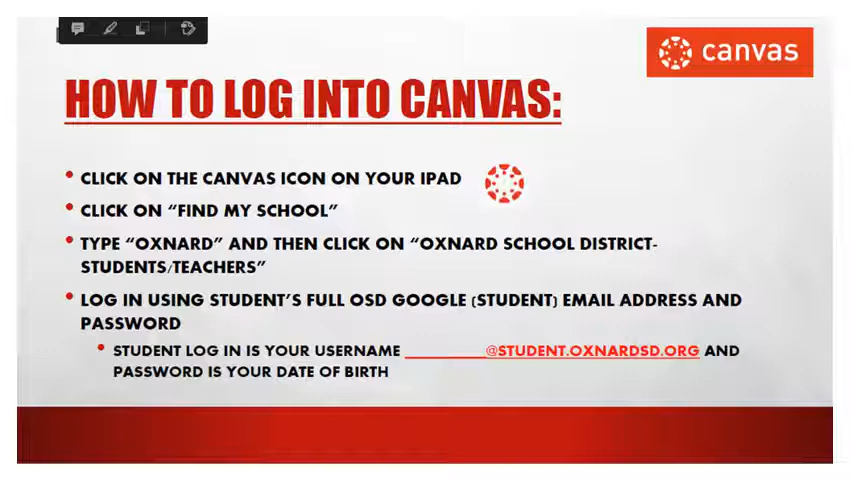 canvas
HOW TO LOG INTO CANVAS:
• CLICK ON THE CANVAS ICON ON YOUR IPAD
• CLICK ON “FIND MY SCHOOL”
• TYPE “OXNARD” AND THEN CLICK ON “OXNARD SCHOOL DISTRICT-
STUDENTS/TEACHERS”
• LOG IN USING STUDENT’S FULL OSD GOOGLE (STUDENT) EMAIL ADDRESS AND
PASSWORD
• STUDENT LOG IN IS YOUR USERNAME __________@STUDENT.OXNARDSD.ORG AND
PASSWORD IS YOUR DATE OF BIRTH